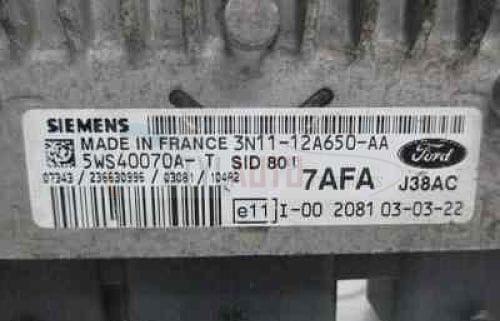 SIEMENS
MADE IN FRANCE 3N11-12A650-AA
5WS40070A- T SID 801
Ford
07343 / 236630996 / 03081 / 104A2
7AFA J38AC
e11 I-00 2081 03-03-22